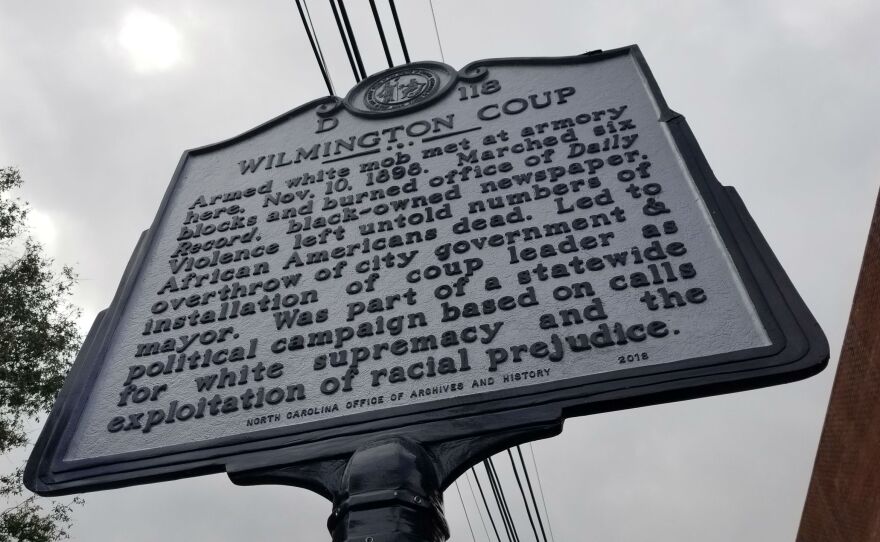 D 118
WILMINGTON COUP
Armed white mob met at armory
here, Nov. 10, 1898. Marched six
blocks and burned office of Daily
Record, black-owned newspaper.
Violence left untold numbers of
African Americans dead. Led to
overthrow of city government &
installation of coup leader as
mayor. Was part of a statewide
political campaign based on calls
for white supremacy and the
exploitation of racial prejudice.
NORTH CAROLINA OFFICE OF ARCHIVES AND HISTORY 2018